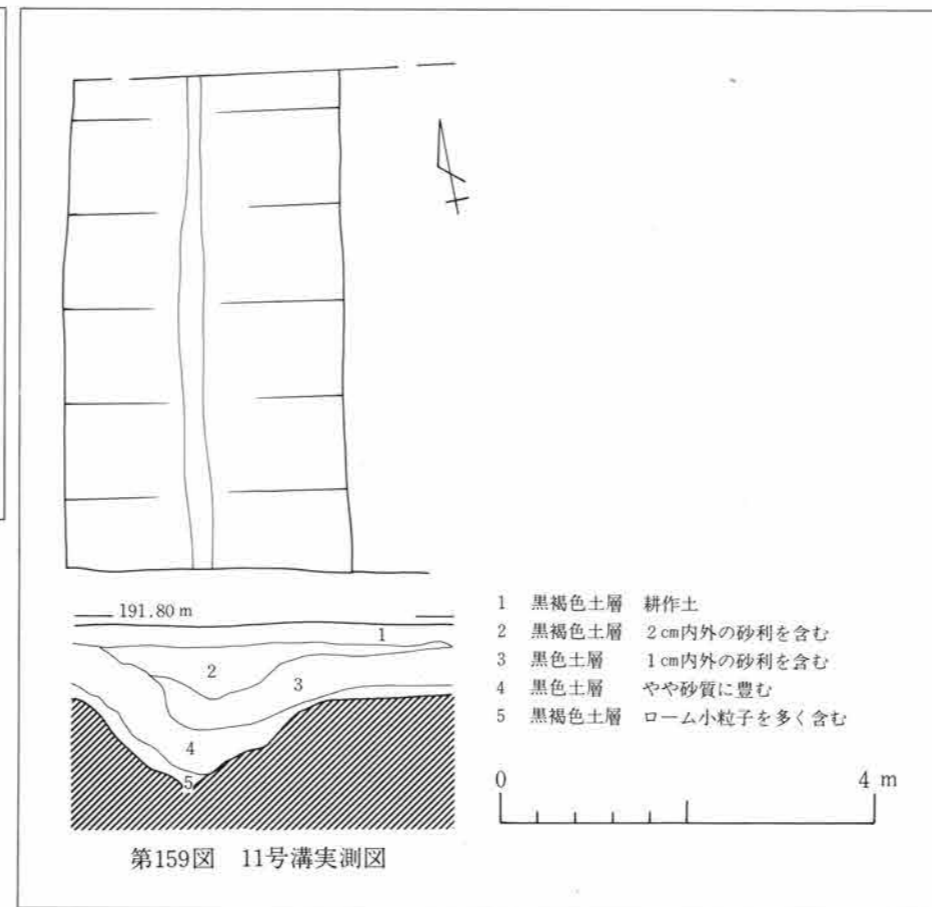 191.80 m
1
2
3
4
5
1 黒褐色土層 耕作土
2 黒褐色土層 2cm内外の砂利を含む
3 黒色土層 1cm内外の砂利を含む
4 黒色土層 やや砂質に豊む
5 黒褐色土層 ローム小粒子を多く含む
0 4 m
第159図 11号溝実測図